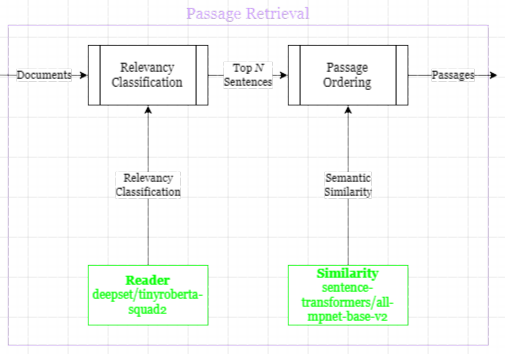 Passage Retrieval
Documents
Relevancy
Classification
Top N
Sentences
Passage
Ordering
Passages
Relevancy
Classification
Semantic
Similarity
Reader
deepset/tinyroberta-
squad2
Similarity
sentence-
transformers/all-
mpnet-base-v2